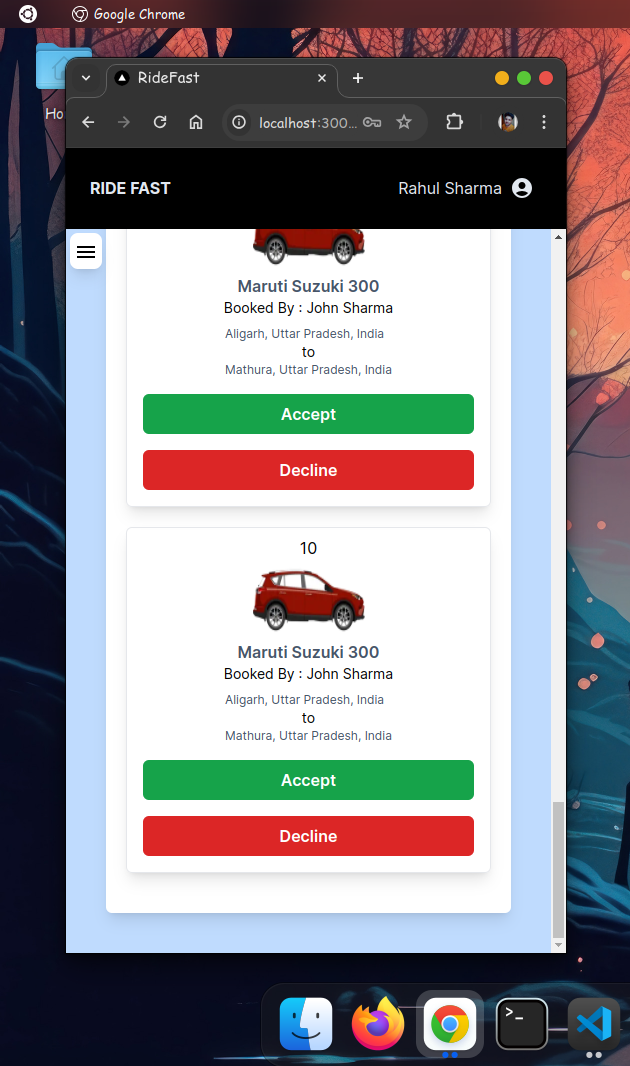 Google Chrome
Ho
RideFast
localhost:300...
RIDE FAST
Rahul Sharma
Maruti Suzuki 300
Booked By : John Sharma
Aligarh, Uttar Pradesh, India
to
Mathura, Uttar Pradesh, India
Accept
Decline
10
Maruti Suzuki 300
Booked By : John Sharma
Aligarh, Uttar Pradesh, India
to
Mathura, Uttar Pradesh, India
Accept
Decline
>_